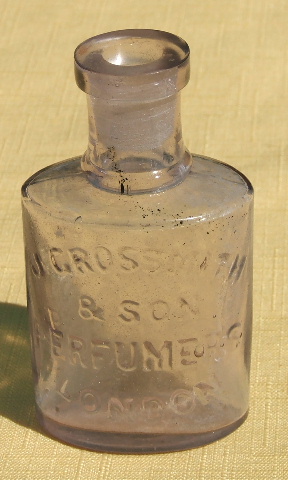 J. GROSSMITH
& SON
PERFUMERS
LONDON